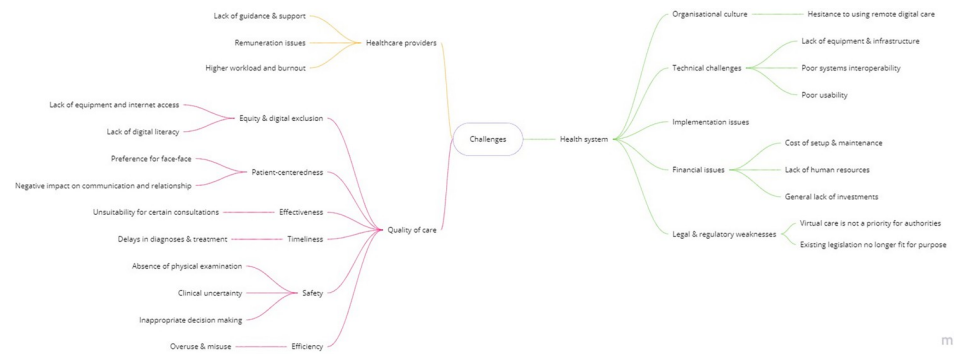 Challenges
Healthcare providers
Lack of guidance & support
Remuneration issues
Higher workload and burnout
Quality of care
Equity & digital exclusion
Lack of equipment and internet access
Lack of digital literacy
Patient-centeredness
Preference for face-face
Negative impact on communication and relationship
Effectiveness
Unsuitability for certain consultations
Timeliness
Delays in diagnoses & treatment
Safety
Absence of physical examination
Clinical uncertainty
Inappropriate decision making
Efficiency
Overuse & misuse
Health system
Organisational culture
Hesitance to using remote digital care
Technical challenges
Lack of equipment & infrastructure
Poor systems interoperability
Poor usability
Implementation issues
Financial issues
Cost of setup & maintenance
Lack of human resources
General lack of investments
Legal & regulatory weaknesses
Virtual care is not a priority for authorities
Existing legislation no longer fit for purpose
m